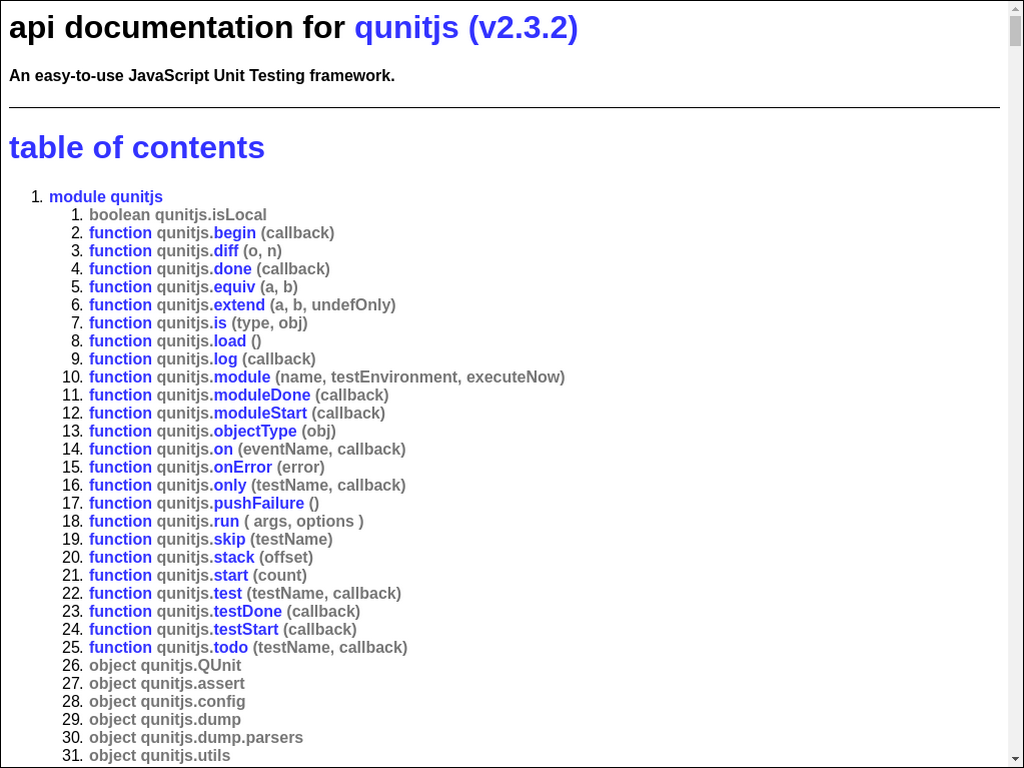 api documentation for qunitjs (v2.3.2)
An easy-to-use JavaScript Unit Testing framework.
table of contents
1. module qunitjs
1. boolean qunitjs.isLocal
2. function qunitjs.begin (callback)
3. function qunitjs.diff (o, n)
4. function qunitjs.done (callback)
5. function qunitjs.equiv (a, b)
6. function qunitjs.extend (a, b, undefOnly)
7. function qunitjs.is (type, obj)
8. function qunitjs.load ()
9. function qunitjs.log (callback)
10. function qunitjs.module (name, testEnvironment, executeNow)
11. function qunitjs.moduleDone (callback)
12. function qunitjs.moduleStart (callback)
13. function qunitjs.objectType (obj)
14. function qunitjs.on (eventName, callback)
15. function qunitjs.onError (error)
16. function qunitjs.only (testName, callback)
17. function qunitjs.pushFailure ()
18. function qunitjs.run ( args, options )
19. function qunitjs.skip (testName)
20. function qunitjs.stack (offset)
21. function qunitjs.start (count)
22. function qunitjs.test (testName, callback)
23. function qunitjs.testDone (callback)
24. function qunitjs.testStart (callback)
25. function qunitjs.todo (testName, callback)
26. object qunitjs.QUnit
27. object qunitjs.assert
28. object qunitjs.config
29. object qunitjs.dump
30. object qunitjs.dump.parsers
31. object qunitjs.utils